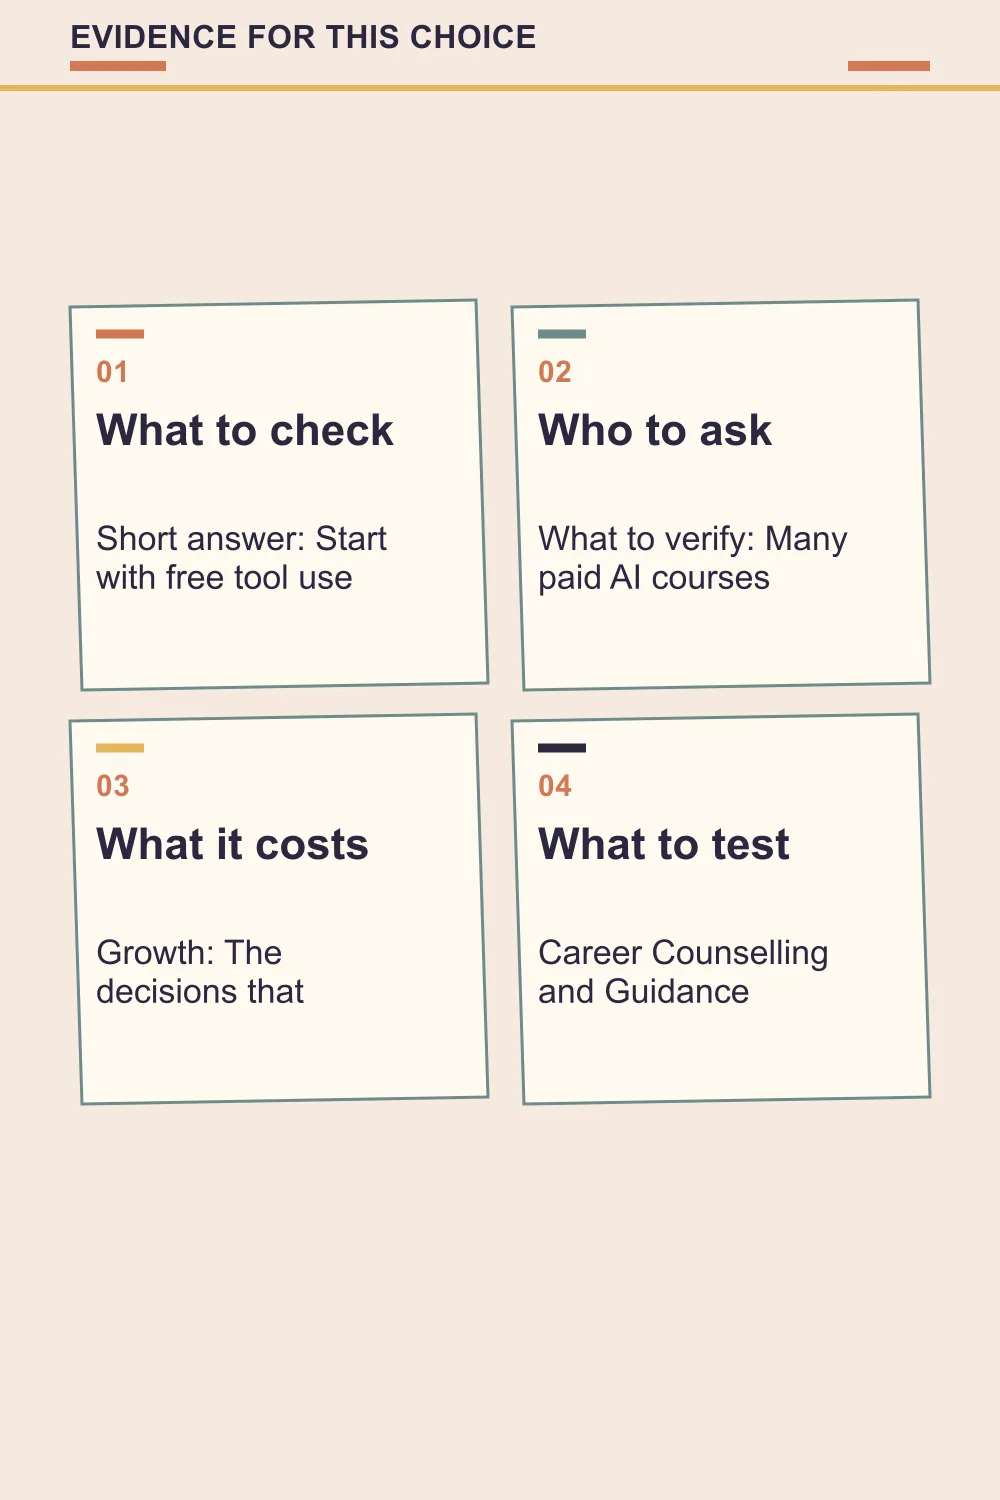 EVIDENCE FOR THIS CHOICE
01
What to check
Short answer: Start
with free tool use
02
Who to ask
What to verify: Many
paid AI courses
03
What it costs
Growth: The
decisions that
04
What to test
Career Counselling
and Guidance